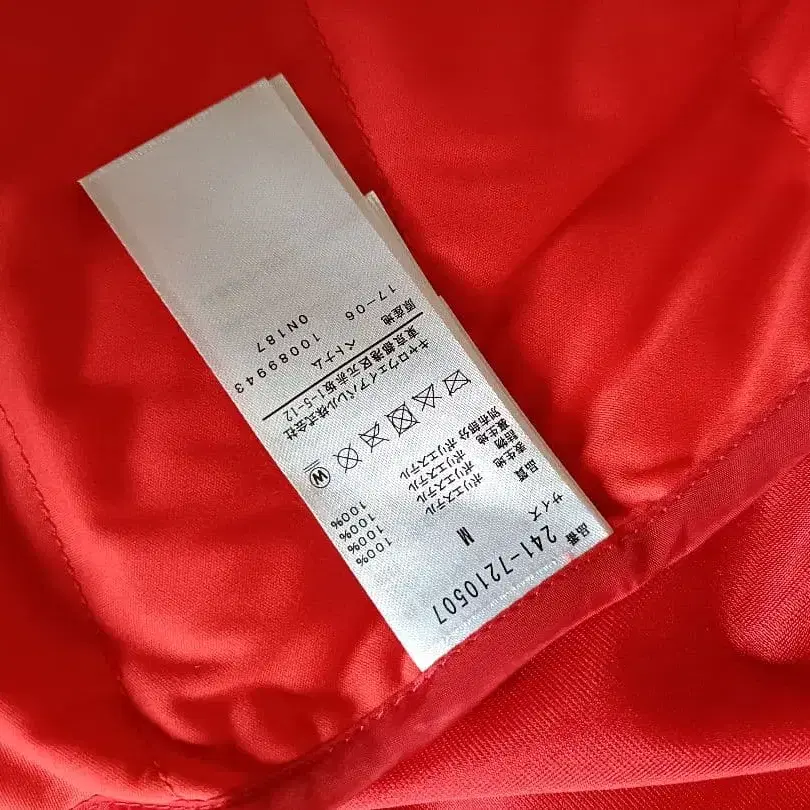 品番 241-7210507
サイズ M
品質
ポリエステル 100%
裏生地 ポリエステル 100%
別布部分 ポリエステル 100%
W
キャロウェイアパレル株式会社
東京都港区元赤坂1-5-12
原産地 ベトナム
17-06 10089943
0N187